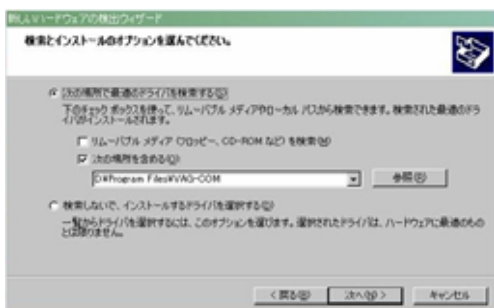 新しいハードウェアの検出ウィザード
検索とインストールのオプションを選んでください。
次の場所で最適のドライバを検索する(S)
下のチェック ボックスを使って、リムーバブル メディアやローカル パスから検索できます。検索された最適のドラ
イバがインストールされます。
リムーバブル メディア (フロッピー、CD-ROM など) を検索(M)
次の場所を含める(O)
D:¥Program Files¥VAG-COM
参照(R)
検索しないで、インストールするドライバを選択する(D)
一覧からドライバを選択するには、このオプションを選びます。選択されたドライバは、ハードウェアに最適のもの
とは限りません。
< 戻る(B)
次へ(N) >
キャンセル